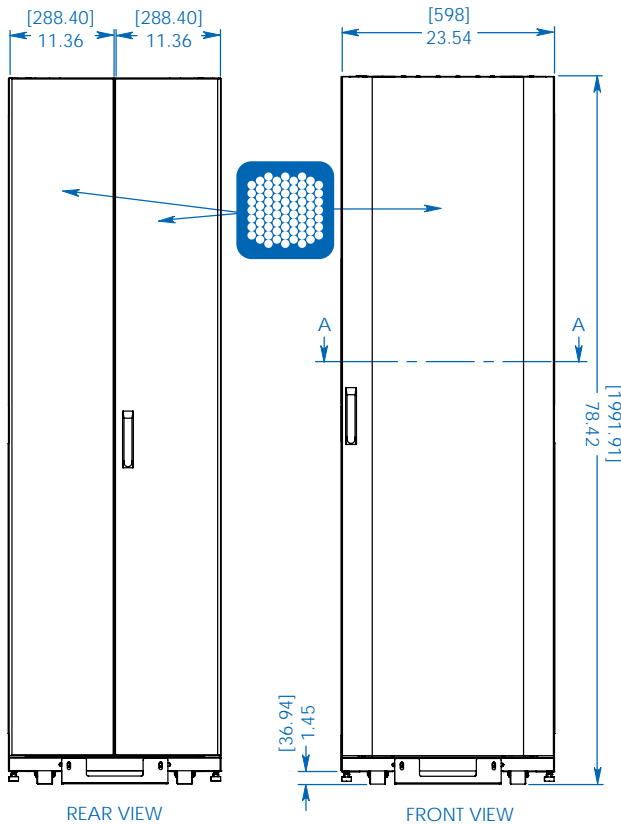 [288.40]
11.36
[288.40]
11.36
[598]
23.54
A
A
[1991.91]
78.42
[36.94]
1.45
REAR VIEW
FRONT VIEW